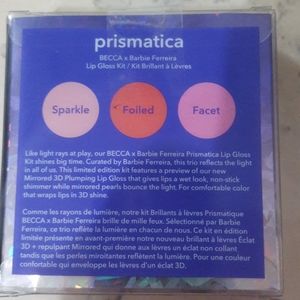 prismatica
BECCA x Barbie Ferreira
Lip Gloss Kit / Kit Brillant à Lèvres
Sparkle
Foiled
Facet
Like light rays at play, our BECCA x Barbie Ferreira Prismatica Lip Gloss
Kit shines big time. Curated by Barbie Ferreira, this trio reflects the light
in all of us. This limited edition kit features a preview of our new
Mirrored 3D Plumping Lip Gloss that gives lips a wet look, non-stick
shimmer while mirrored pearls bounce the light. For comfortable color
that wraps lips in 3D shine.
Comme les rayons de lumière, notre kit Brillant à lèvres Prismatique
BECCA x Barbie Ferreira brille de mille feux. Sélectionné par Barbie
Ferreira, ce trio reflète la lumière en chacun de nous. Ce kit en édition
limitée présente en avant-première notre nouveau brillant à lèvres Éclat
3D + repulpant Mirrored qui donne aux lèvres un éclat non collant
tandis que les perles miroitantes reflètent la lumière. Pour une couleur
confortable qui enveloppe les lèvres d'un éclat 3D.